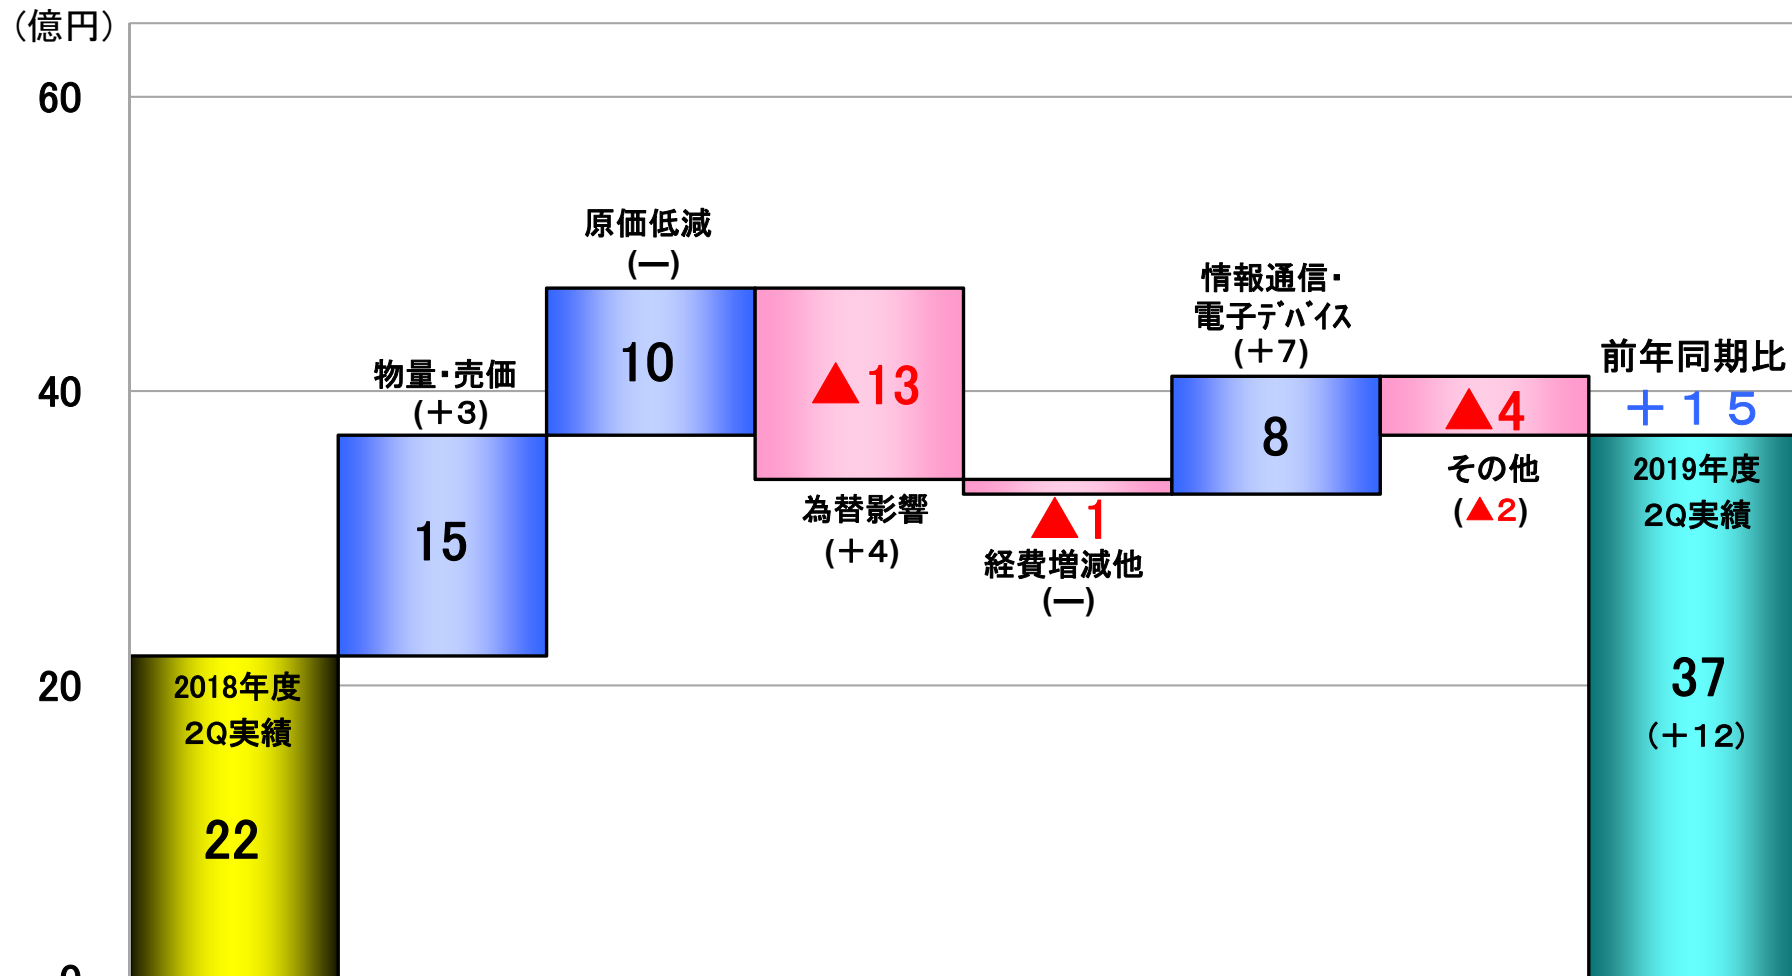 (億円)
60
40
20
0
2018年度
2Q実績
22
物量・売価
(+3)
15
原価低減
(―)
10
▲13
為替影響
(+4)
▲1
経費増減他
(―)
情報通信・
電子デバイス
(+7)
8
▲4
その他
(▲2)
前年同期比
+15
2019年度
2Q実績
37
(+12)